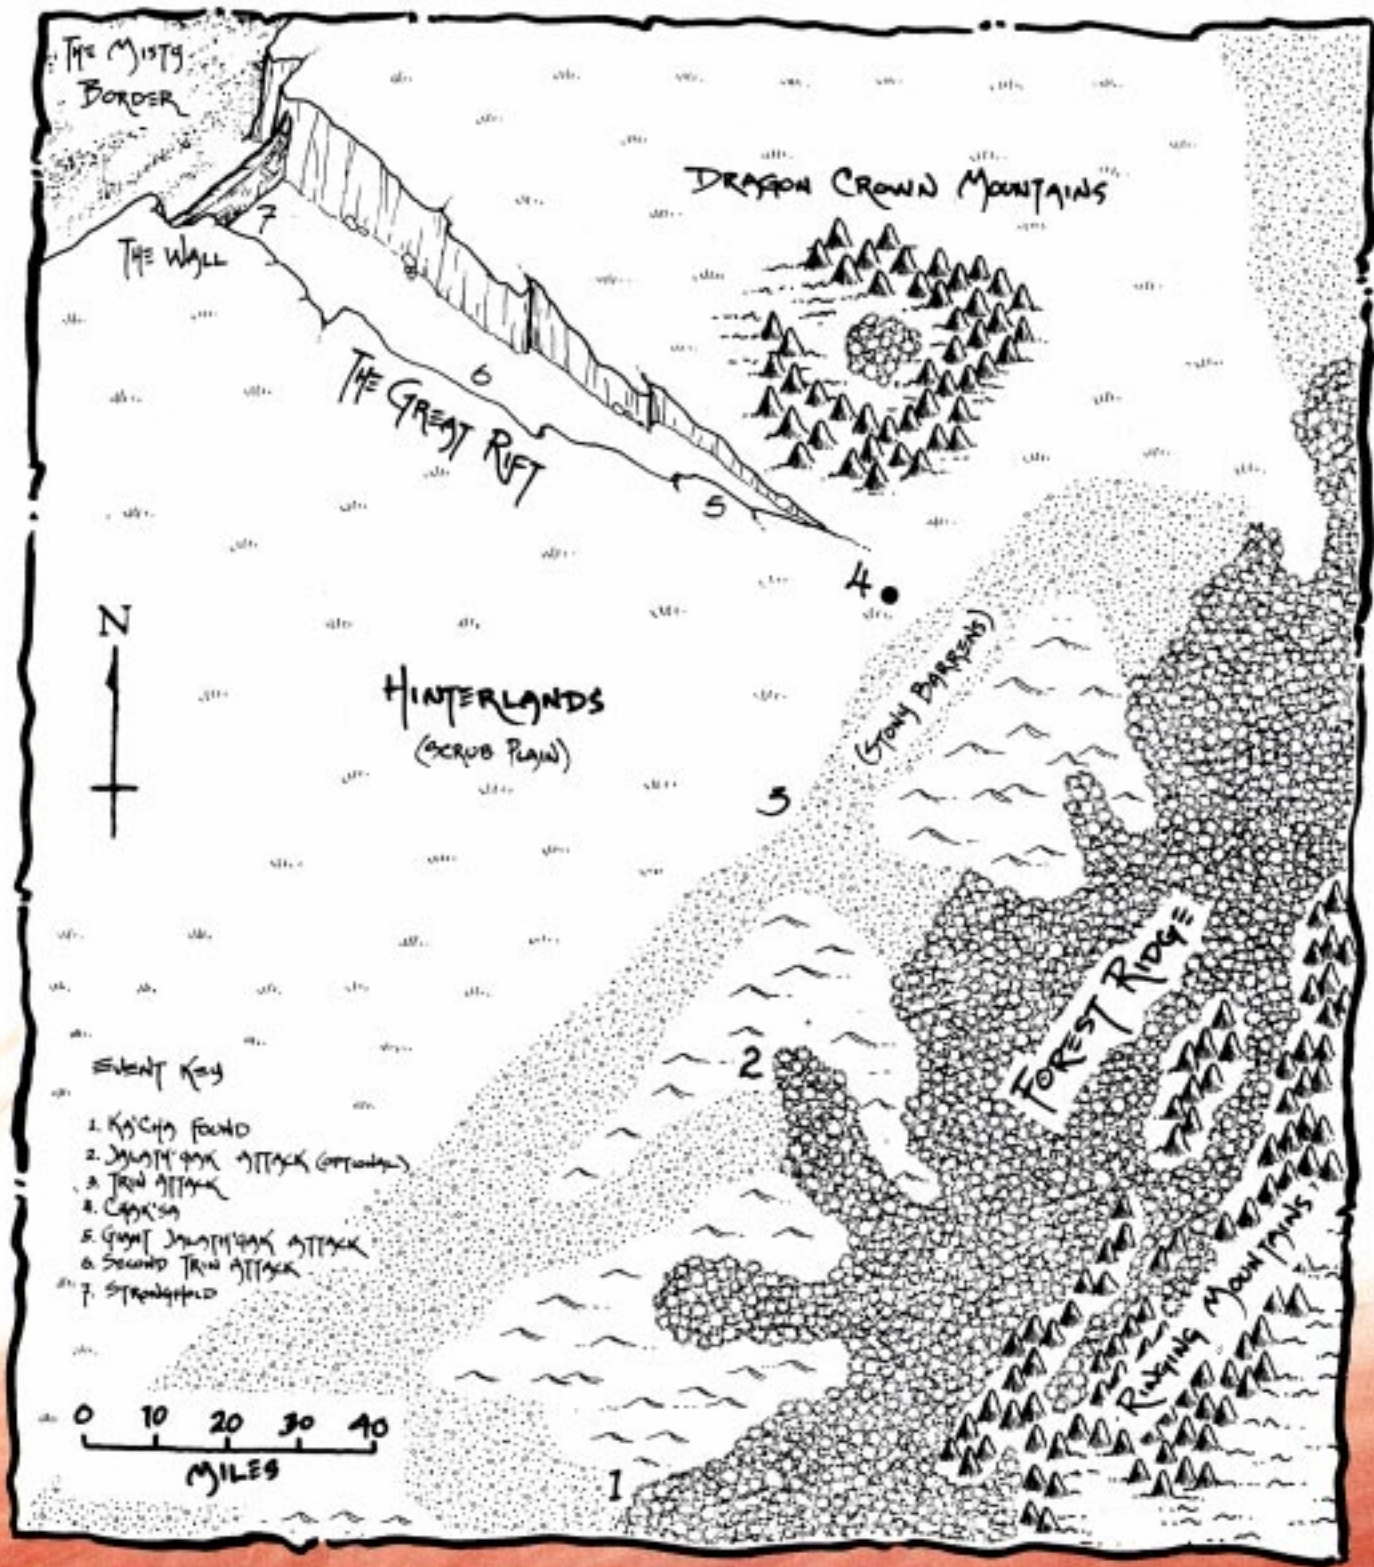 THE MISTY
BORDER
DRAGON CROWN MOUNTAINS
7
THE WALL
6
THE GREAT RIFT
5
4
N
(STONY BARRENS)
HINTERLANDS
(SCRUB PLAIN)
3
FOREST RIDGE
2
EVENT KEY
1. KA'CHA FOUND
2. JALATH'GAK ATTACK (OPTIONAL)
3. TRIN ATTACK
4. CHAK'SA
5. GIANT JALATH'GAK ATTACK
6. SECOND TRIN ATTACK
7. STRONGHOLD
RINGING MOUNTAINS
0 10 20 30 40
MILES
1